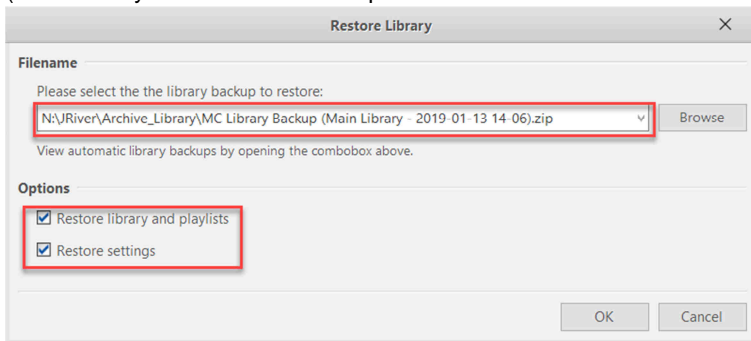 Restore Library
Filename
Please select the the library backup to restore:
N:\JRiver\Archive_Library\MC Library Backup (Main Library - 2019-01-13 14-06).zip
Browse
View automatic library backups by opening the combobox above.
Options
Restore library and playlists
Restore settings
OK
Cancel